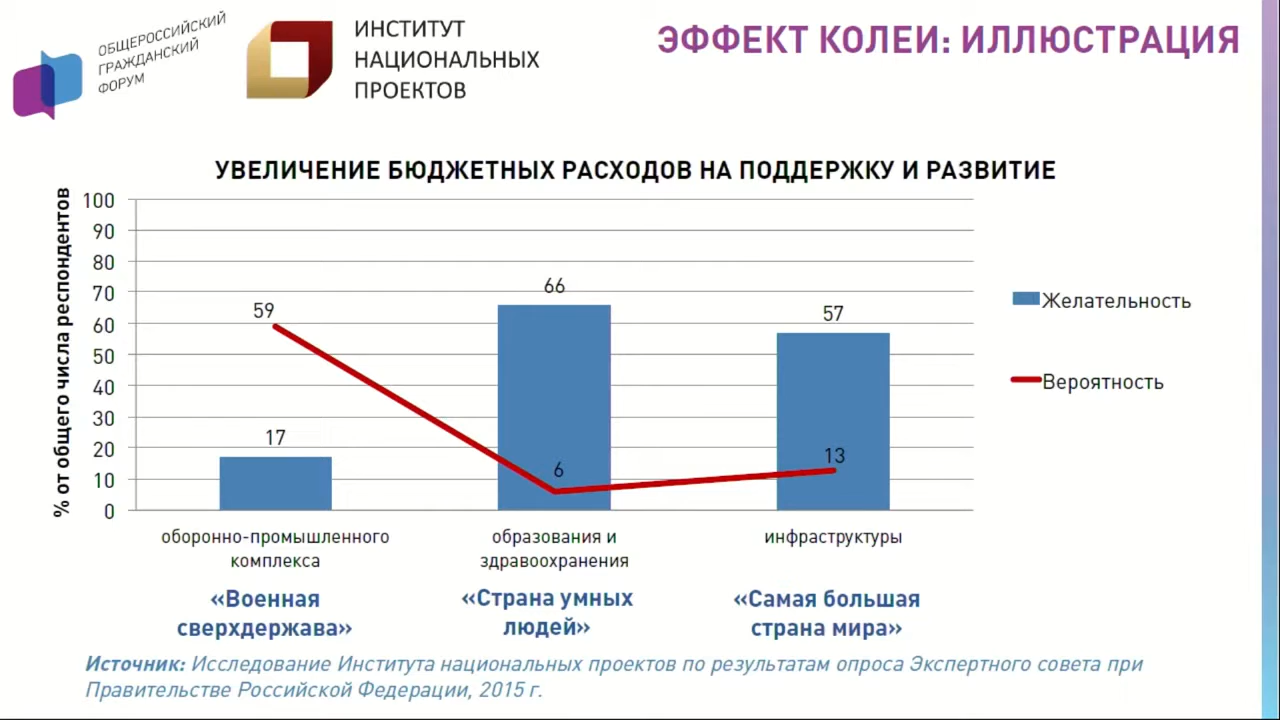 ОБЩЕРОССИЙСКИЙ
ГРАЖДАНСКИЙ
ФОРУМ
ИНСТИТУТ
НАЦИОНАЛЬНЫХ
ПРОЕКТОВ
ЭФФЕКТ КОЛЕИ: ИЛЛЮСТРАЦИЯ
УВЕЛИЧЕНИЕ БЮДЖЕТНЫХ РАСХОДОВ НА ПОДДЕРЖКУ И РАЗВИТИЕ
% от общего числа респондентов
100
90
80
70
60
50
40
30
20
10
0
59
17
66
6
57
13
Желательность
Вероятность
оборонно-промышленного
комплекса
образования и
здравоохранения
инфраструктуры
«Военная
сверхдержава»
«Страна умных
людей»
«Самая большая
страна мира»
Источник: Исследование Института национальных проектов по результатам опроса Экспертного совета при
Правительстве Российской Федерации, 2015 г.